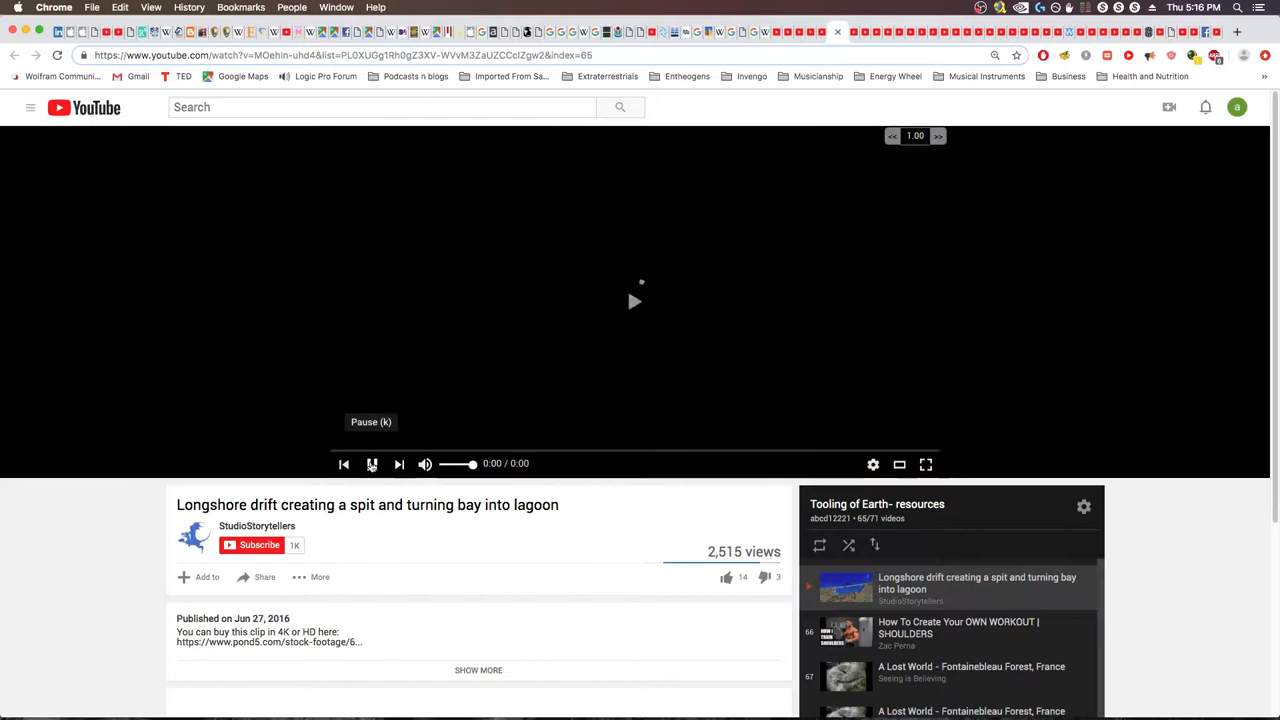 Chrome File Edit View History Bookmarks People Window Help Thu 5:16 PM
https://www.youtube.com/watch?v=MOehIn-uhd4&list=PL0XUGg1Rh0gZ3XV-WVvM3ZaUZCCcIZgw2&index=65
Wolfram Communi... Gmail TED Google Maps Logic Pro Forum Podcasts n blogs Imported From Sa... Extraterrestrials Entheogens Invengo Musicianship Energy Wheel Musical Instruments Business Health and Nutrition »
YouTube Search a
<< 1.00 >>
Pause (k)
0:00 / 0:00
Longshore drift creating a spit and turning bay into lagoon
StudioStorytellers
Subscribe 1K
2,515 views
Add to Share More 14 3
Published on Jun 27, 2016
You can buy this clip in 4K or HD here:
https://www.pond5.com/stock-footage/6...
SHOW MORE
Tooling of Earth- resources
abcd12221 • 65/71 videos
Longshore drift creating a spit and turning bay
into lagoon
StudioStorytellers
66
How To Create Your OWN WORKOUT |
SHOULDERS
Zac Perna
67
A Lost World - Fontainebleau Forest, France
Seeing is Believing
A Lost World - Fontainebleau Forest, France